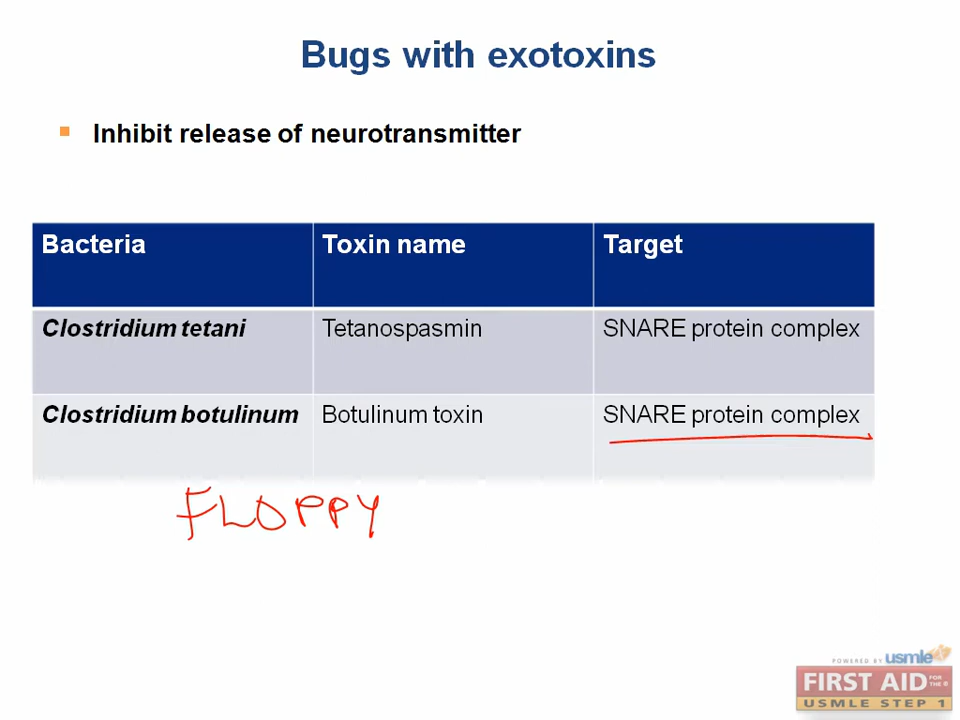 Bugs with exotoxins
Inhibit release of neurotransmitter
Bacteria Toxin name Target
Clostridium tetani Tetanospasmin SNARE protein complex
Clostridium botulinum Botulinum toxin SNARE protein complex
FLOPPY
POWERED BY usmle
FIRST AID FOR THE
USMLE STEP 1